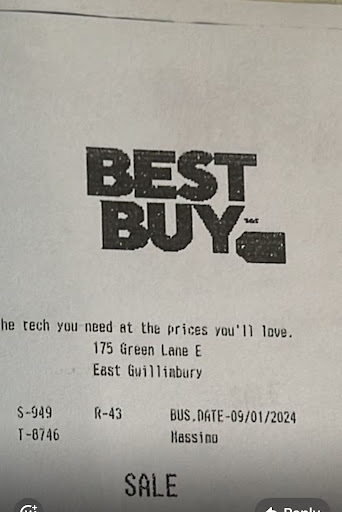 BEST
BUY
he tech you need at the prices you'll love.
175 Green Lane E
East Gwillimbury
S-949 R-43 BUS.DATE-09/01/2024
T-8746 Massimo
SALE
Reply